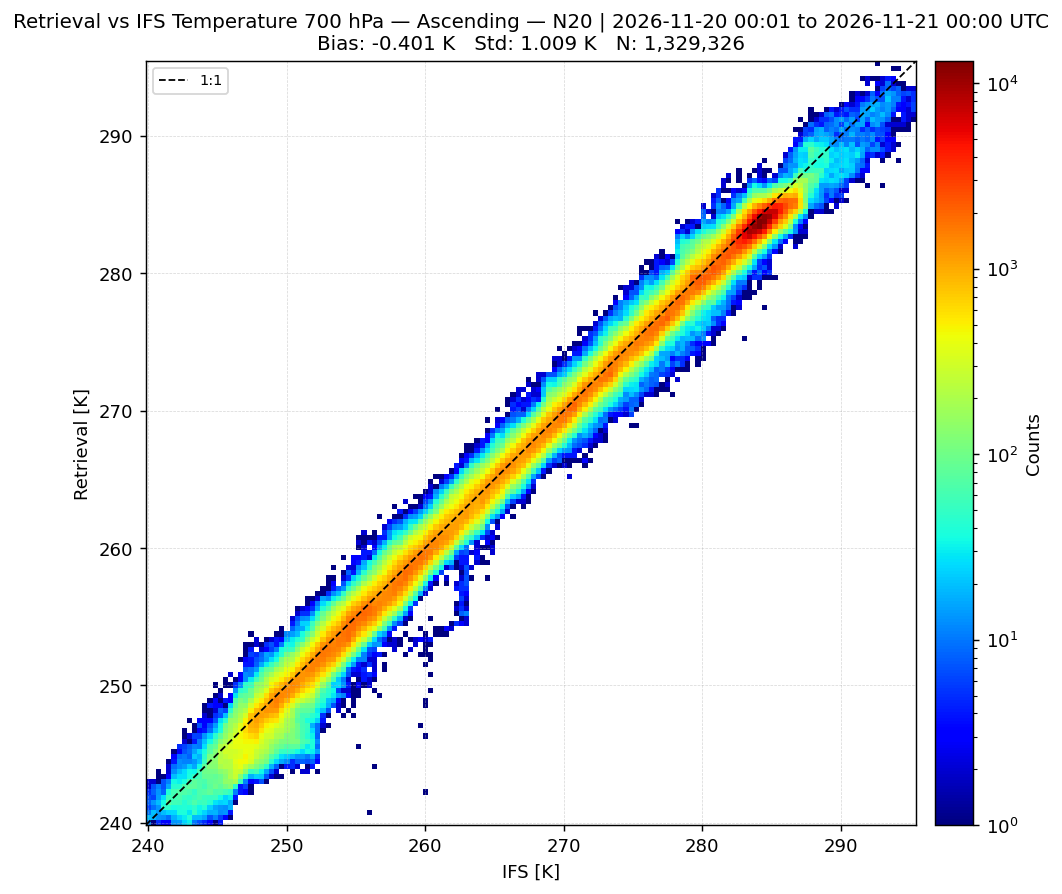 Retrieval vs IFS Temperature 700 hPa — Ascending — N20 | 2026-11-20 00:01 to 2026-11-21 00:00 UTC
Bias: -0.401 K   Std: 1.009 K   N: 1,329,326
1:1
290
280
270
260
250
240
Retrieval [K]
240 250 260 270 280 290
IFS [K]
10⁴
10³
10²
10¹
10⁰
Counts